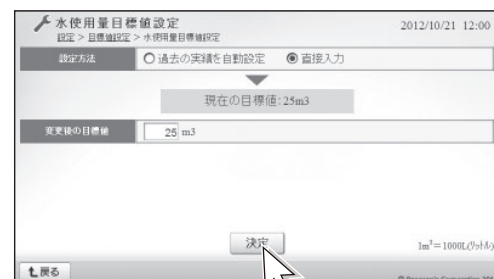 水使用量目標値設定
2012/10/21 12:00
設定 > 目標値設定 > 水使用量目標値設定
設定方法
過去の実績を自動設定 直接入力
現在の目標値:25m3
変更後の目標値 25 m3
決定
1m³=1000L(リットル)
戻る